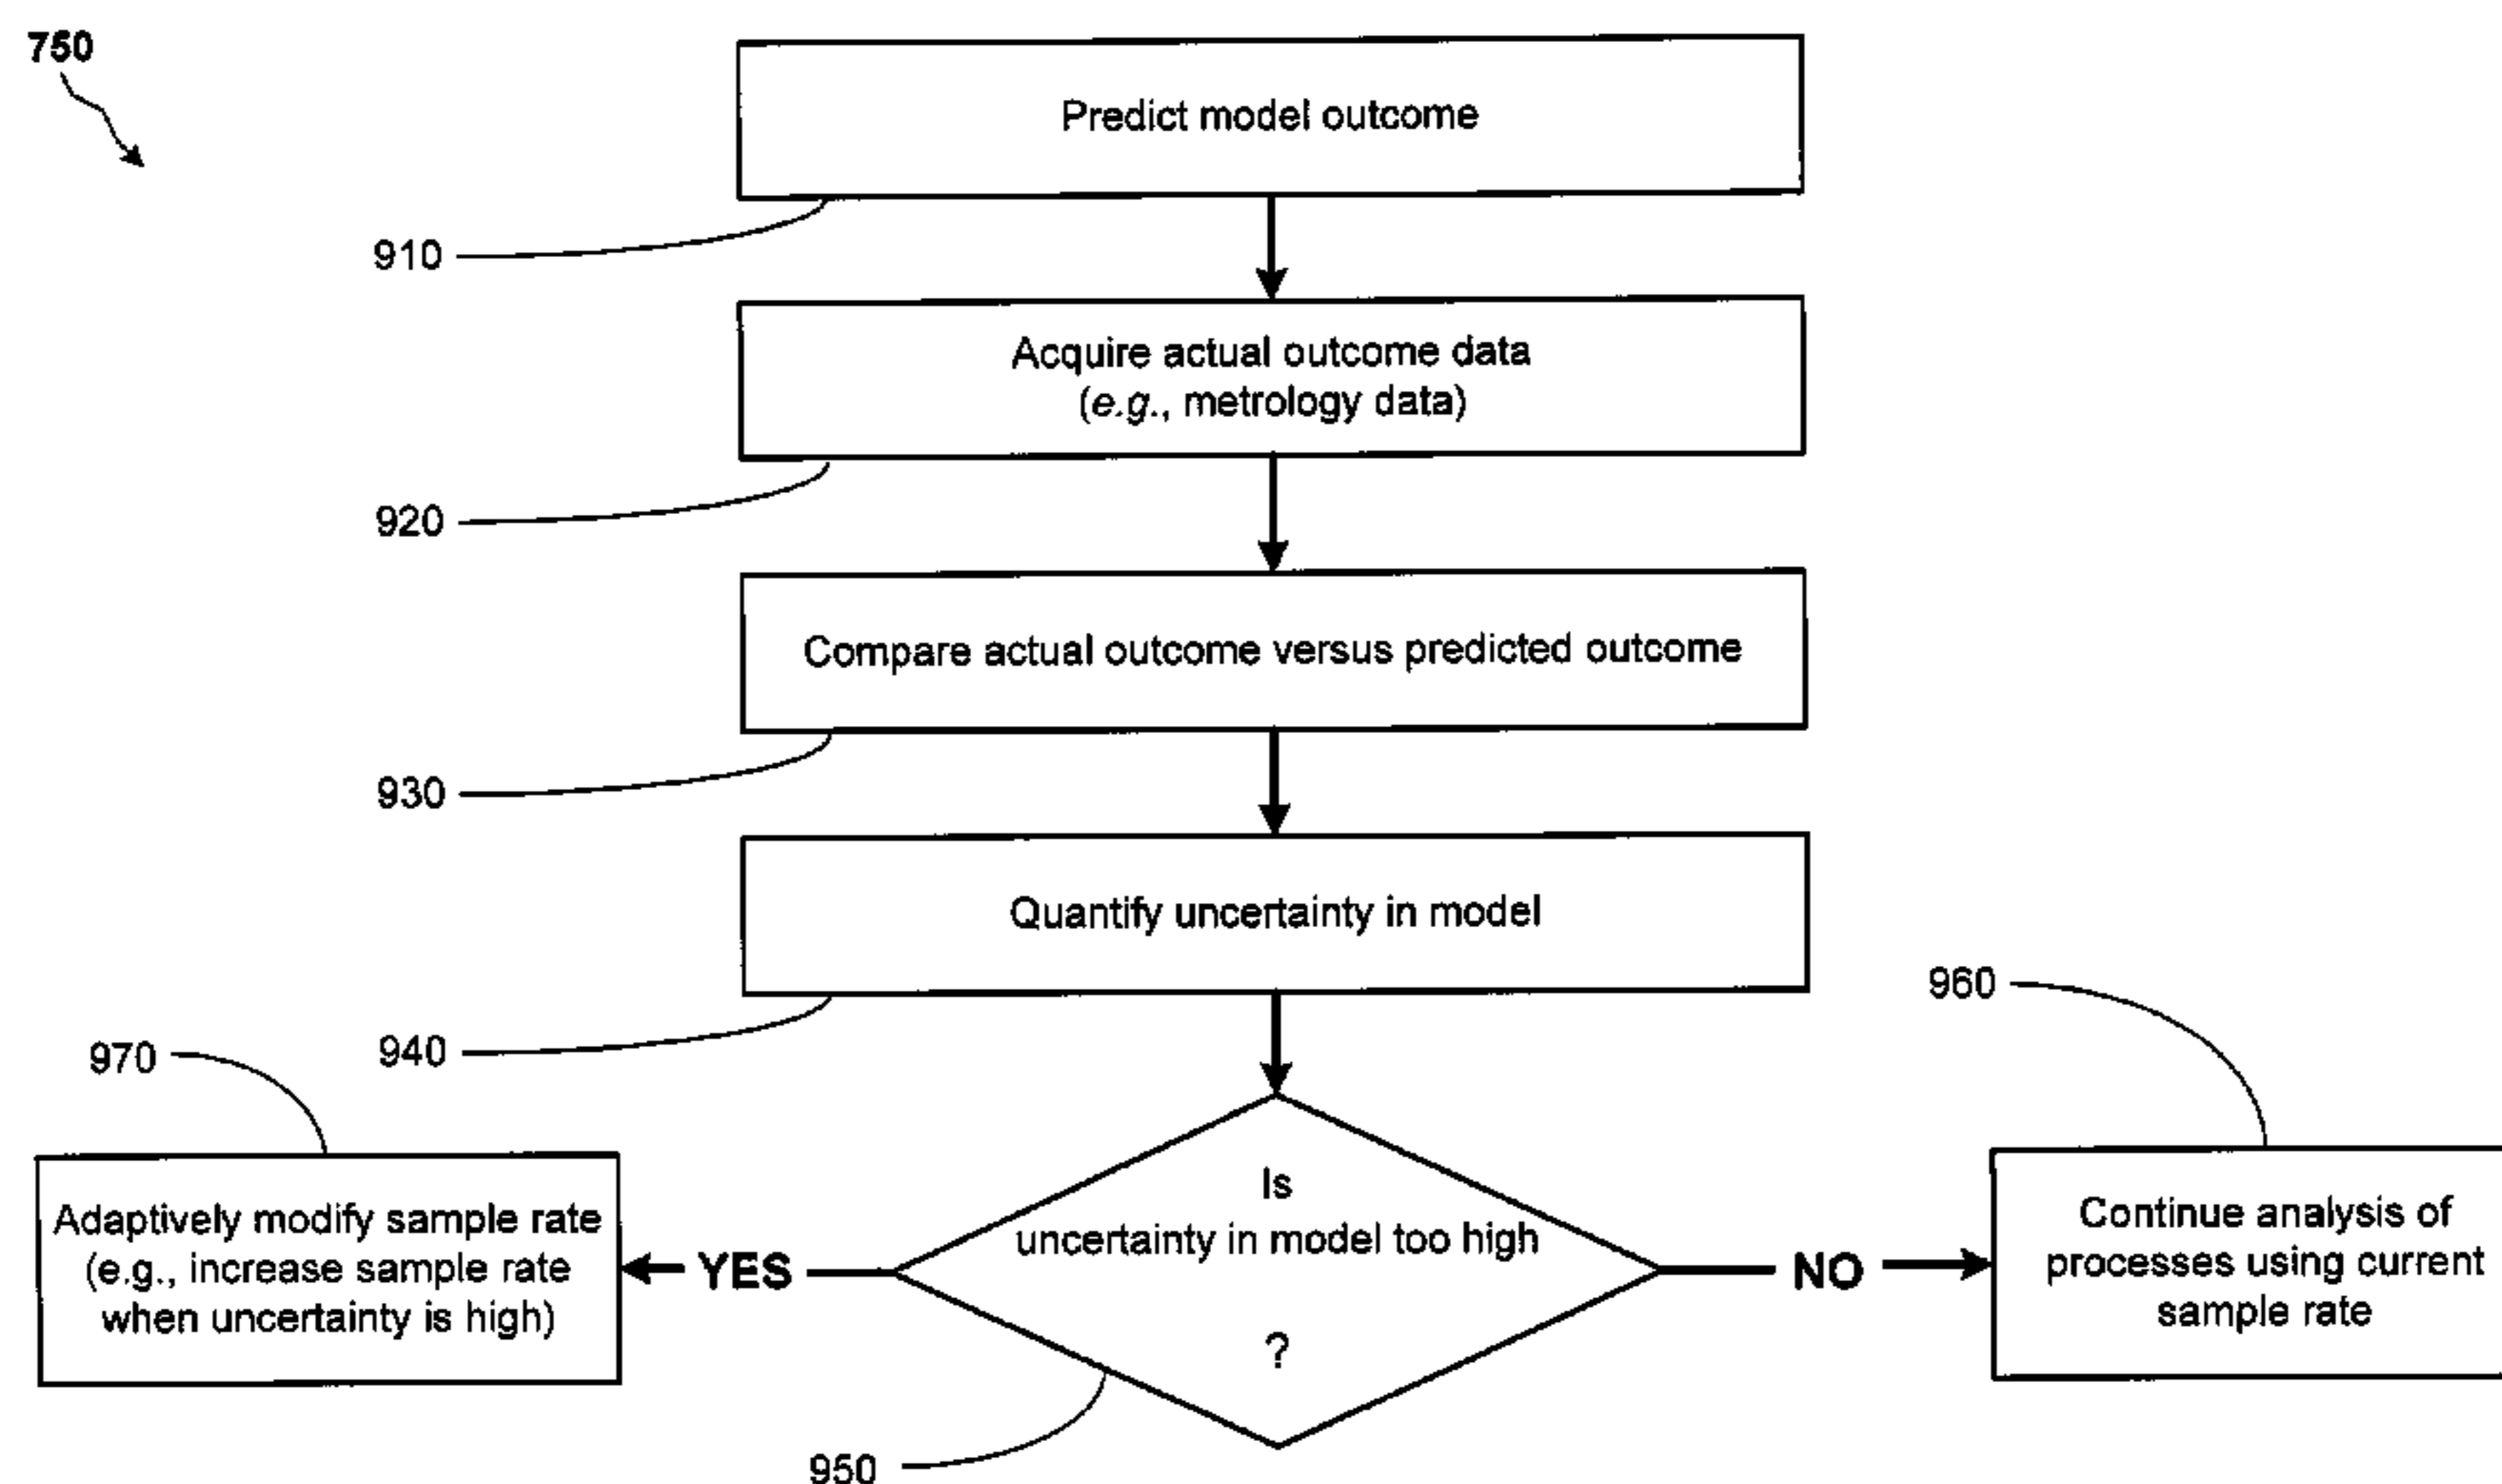 750
Predict model outcome
910
Acquire actual outcome data
(e.g., metrology data)
920
Compare actual outcome versus predicted outcome
930
Quantify uncertainty in model
940
960
970
Is
uncertainty in model too high
?
Adaptively modify sample rate
(e.g., increase sample rate
when uncertainty is high)
YES
NO
Continue analysis of
processes using current
sample rate
950